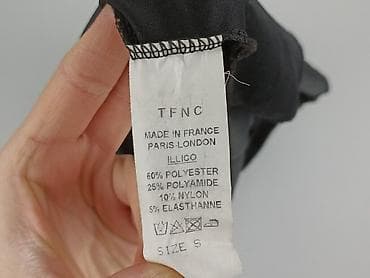 TFNC
MADE IN FRANCE
PARIS-LONDON
ILLICO
60% POLYESTER
25% POLYAMIDE
10% NYLON
5% ELASTHANNE
SIZE S